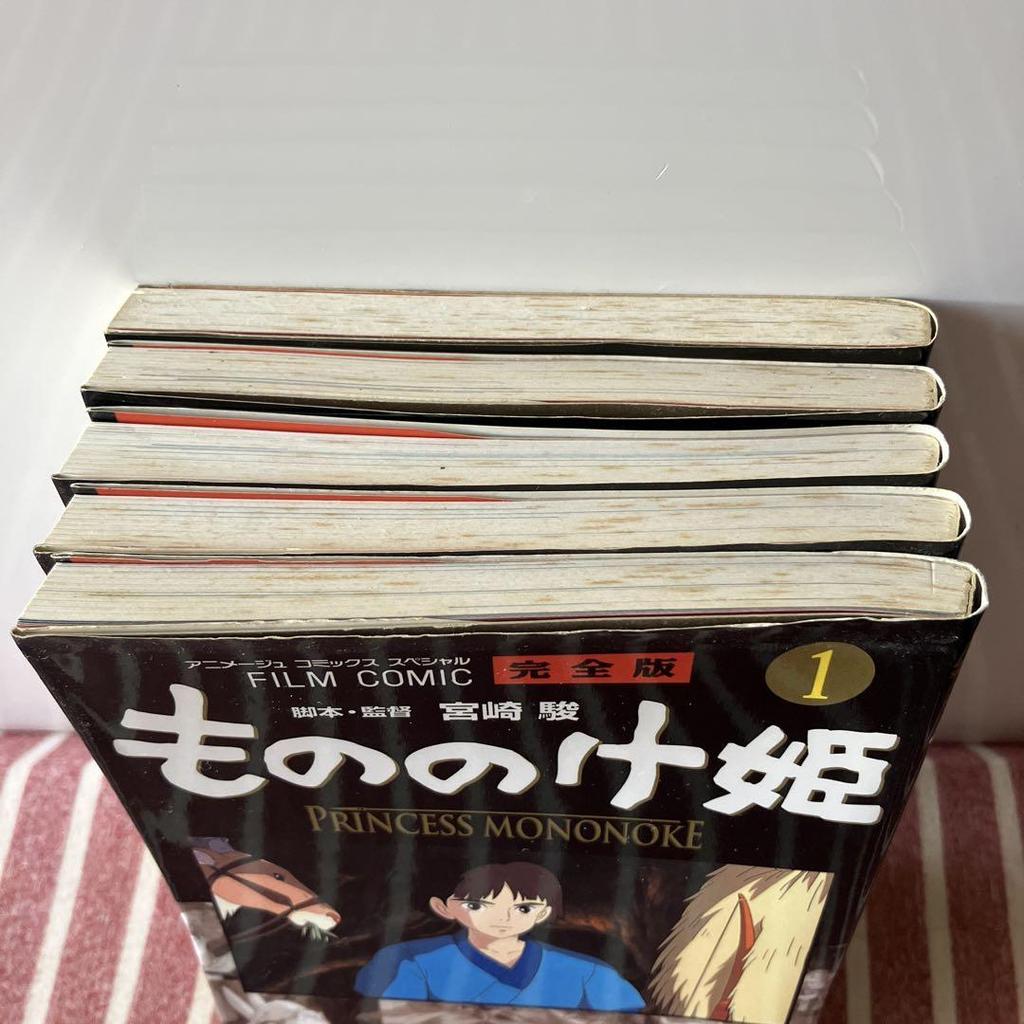 アニメージュ コミックス スペシャル
FILM COMIC 完全版
1
脚本・監督 宮崎 駿
もののけ姫
PRINCESS MONONOKE